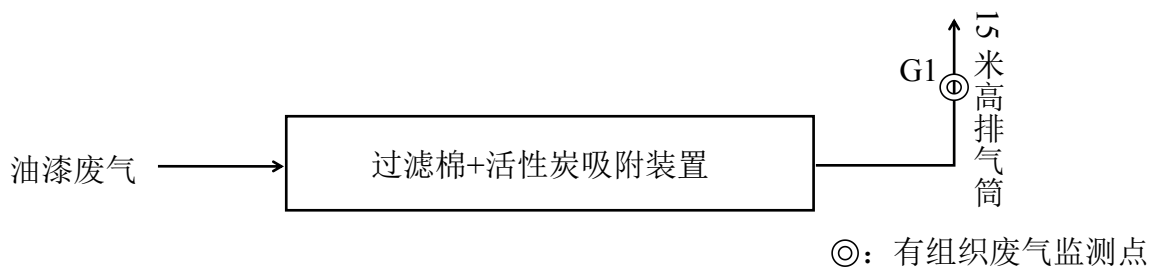 油漆废气
过滤棉+活性炭吸附装置
G1
15米高排气筒
◎：有组织废气监测点